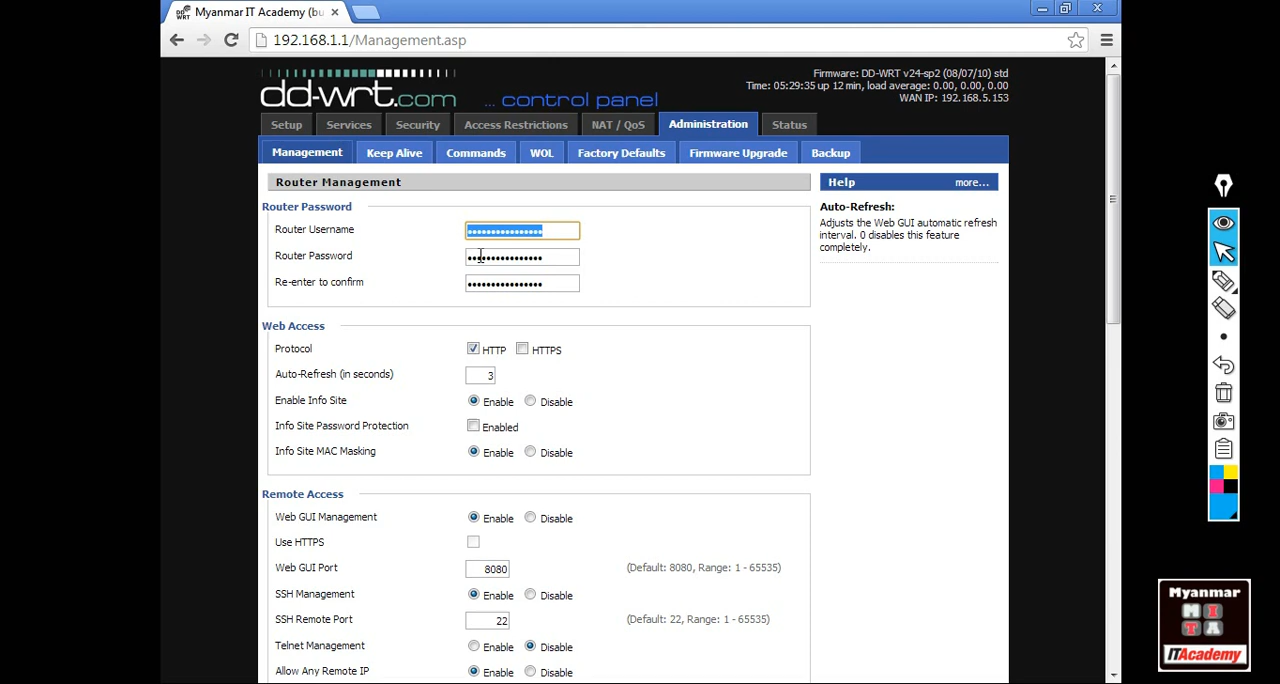 Myanmar IT Academy (bu
192.168.1.1/Management.asp
dd-wrt.com ... control panel
Firmware: DD-WRT v24-sp2 (08/07/10) std
Time: 05:29:35 up 12 min, load average: 0.00, 0.00, 0.00
WAN IP: 192.168.5.153
Setup Services Security Access Restrictions NAT / QoS Administration Status
Management Keep Alive Commands WOL Factory Defaults Firmware Upgrade Backup
Router Management
Router Password
Router Username
Router Password
Re-enter to confirm
Web Access
Protocol HTTP HTTPS
Auto-Refresh (in seconds) 3
Enable Info Site Enable Disable
Info Site Password Protection Enabled
Info Site MAC Masking Enable Disable
Remote Access
Web GUI Management Enable Disable
Use HTTPS
Web GUI Port 8080 (Default: 8080, Range: 1 - 65535)
SSH Management Enable Disable
SSH Remote Port 22 (Default: 22, Range: 1 - 65535)
Telnet Management Enable Disable
Allow Any Remote IP Enable Disable
Help more...
Auto-Refresh:
Adjusts the Web GUI automatic refresh
interval. 0 disables this feature
completely.
Myanmar
M I
T A
ITAcademy